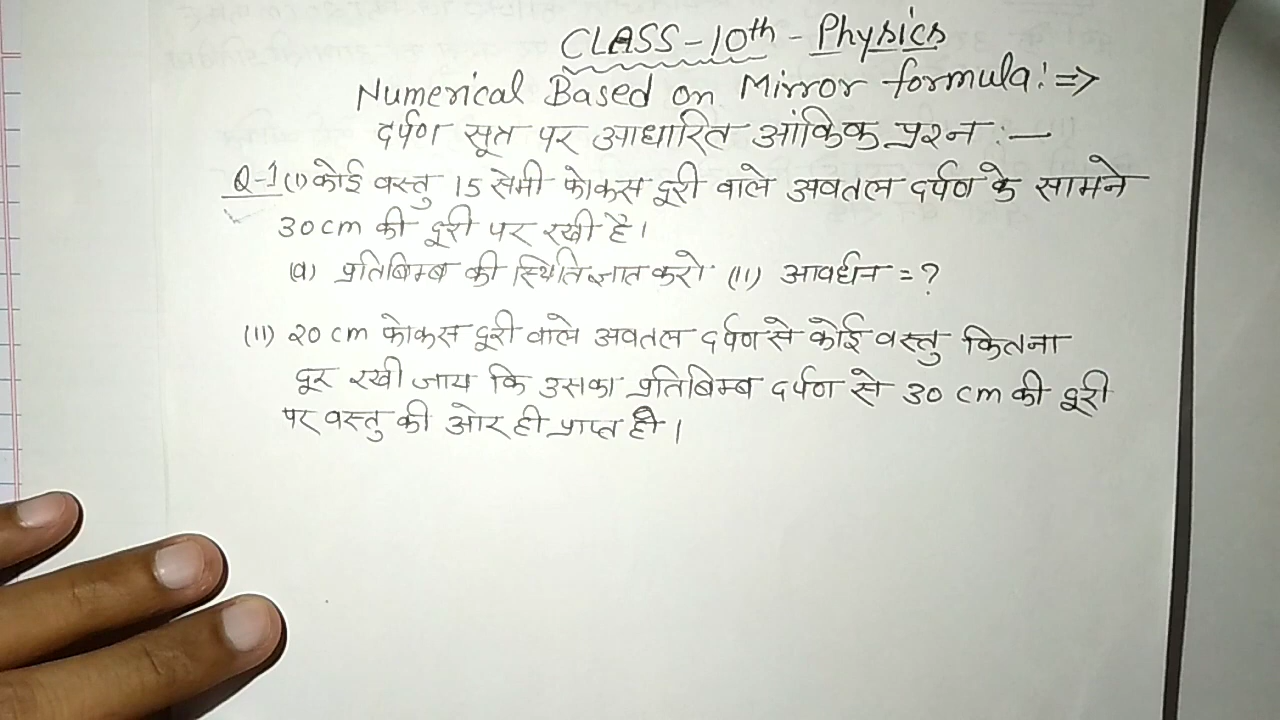 CLASS-10th - Physics
Numerical Based on Mirror formula:⇒
दर्पण सूत्र पर आधारित आंकिक प्रश्न :—
Q-1 (i) कोई वस्तु 15 सेमी फोकस दूरी वाले अवतल दर्पण के सामने
30cm की दूरी पर रखी है।
(a) प्रतिबिम्ब की स्थिति ज्ञात करो (ii) आवर्धन = ?
(ii) 20 cm फोकस दूरी वाले अवतल दर्पण से कोई वस्तु कितना
दूर रखी जाय कि उसका प्रतिबिम्ब दर्पण से 30 cm की दूरी
पर वस्तु की ओर ही प्राप्त हो।